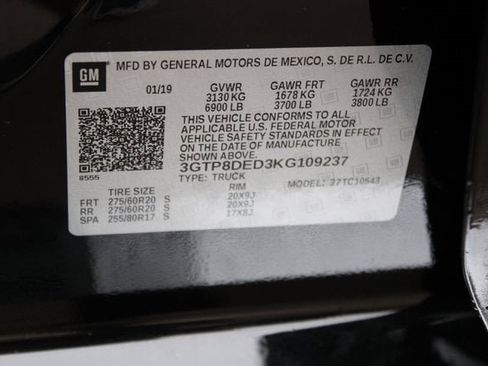 GM
MFD BY GENERAL MOTORS DE MEXICO, S. DE R.L. DE C.V.
01/19 GVWR GAWR FRT GAWR RR
3130 KG 1678 KG 1724 KG
6900 LB 3700 LB 3800 LB
THIS VEHICLE CONFORMS TO ALL
APPLICABLE U.S. FEDERAL MOTOR
VEHICLE SAFETY STANDARDS IN EFFECT
ON THE DATE OF MANUFACTURE SHOWN ABOVE.
3GTP8DED3KG109237
8555
TYPE: TRUCK MODEL: 37TC10543
TIRE SIZE RIM
FRT 275/60R20 S 20X9J
RR 275/60R20 S 20X9J
SPA 255/80R17 S 17X8J